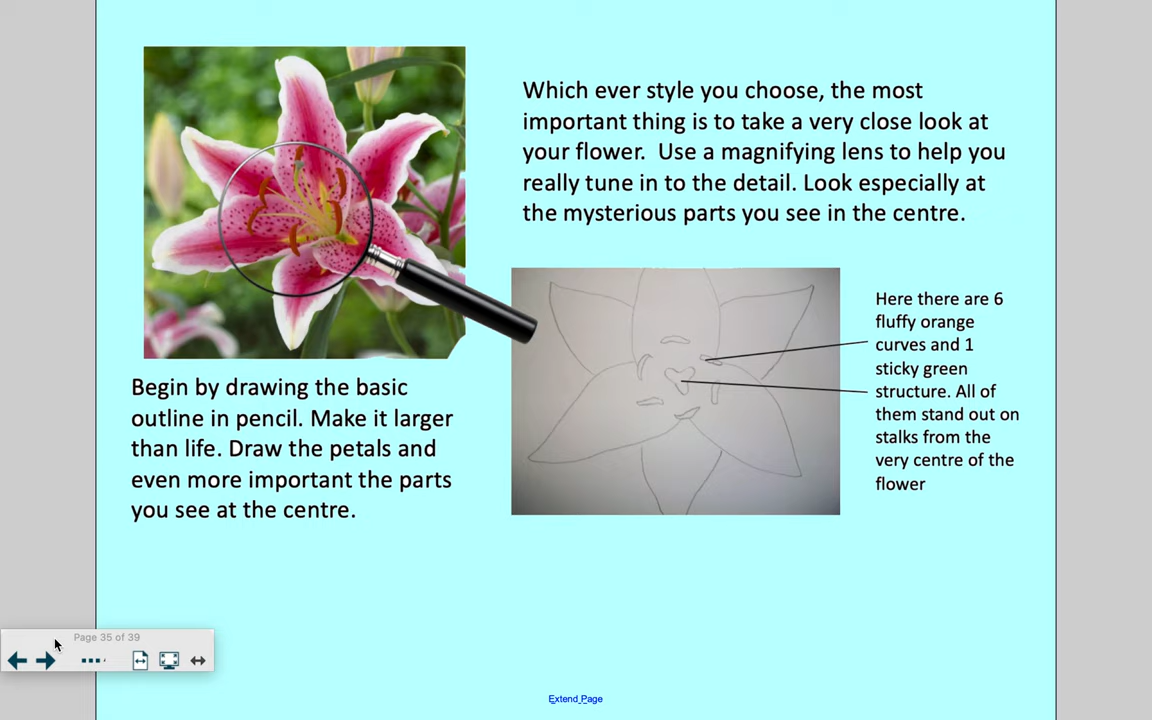 Which ever style you choose, the most
important thing is to take a very close look at
your flower.  Use a magnifying lens to help you
really tune in to the detail. Look especially at
the mysterious parts you see in the centre.
Here there are 6
fluffy orange
curves and 1
sticky green
structure. All of
them stand out on
stalks from the
very centre of the
flower
Begin by drawing the basic
outline in pencil. Make it larger
than life. Draw the petals and
even more important the parts
you see at the centre.
Page 35 of 39
Extend Page